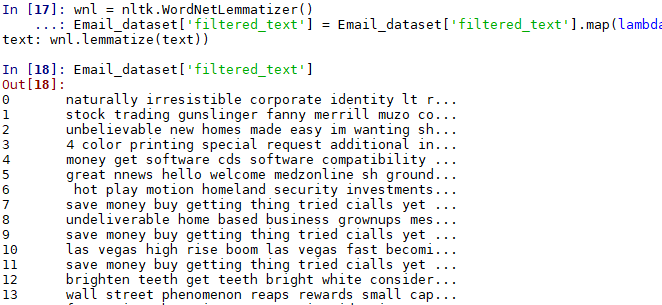 In [17]: wnl = nltk.WordNetLemmatizer()
...: Email_dataset['filtered_text'] = Email_dataset['filtered_text'].map(lambda
text: wnl.lemmatize(text))
In [18]: Email_dataset['filtered_text']
Out[18]:
0 naturally irresistible corporate identity lt r...
1 stock trading gunslinger fanny merrill muzo co...
2 unbelievable new homes made easy im wanting sh...
3 4 color printing special request additional in...
4 money get software cds software compatibility ...
5 great nnews hello welcome medzonline sh ground...
6 hot play motion homeland security investments...
7 save money buy getting thing tried cialls yet ...
8 undeliverable home based business grownups mes...
9 save money buy getting thing tried cialls yet ...
10 las vegas high rise boom las vegas fast becomi...
11 save money buy getting thing tried cialls yet ...
12 brighten teeth get teeth bright white consider...
13 wall street phenomenon reaps rewards small cap...